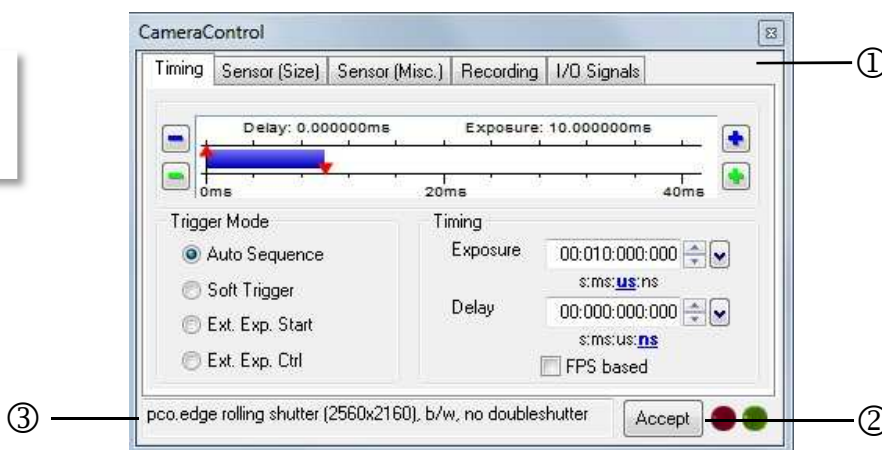 CameraControl
Timing Sensor (Size) Sensor (Misc.) Recording I/O Signals
①
Delay: 0.000000ms Exposure: 10.000000ms
0ms 20ms 40ms
Trigger Mode
Auto Sequence
Soft Trigger
Ext. Exp. Start
Ext. Exp. Ctrl
Timing
Exposure 00:010:000:000
s:ms:us:ns
Delay 00:000:000:000
s:ms:us:ns
FPS based
③ pco.edge rolling shutter (2560x2160), b/w, no doubleshutter Accept ②